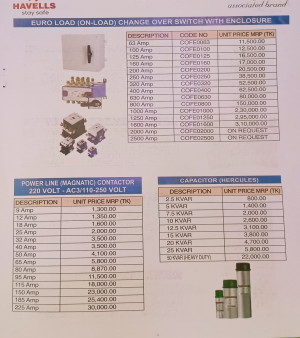 HAVELLS
stay safe
associated brand
EURO LOAD (ON-LOAD) CHANGE OVER SWITCH WITH ENCLOSURE
DESCRIPTION CODE NO UNIT PRICE MRP (TK)
63 Amp COFE0063 11,500.00
100 Amp COFE0100 12,500.00
125 Amp COFE0125 16,500.00
160 Amp COFE0160 17,000.00
200 Amp COFE0200 20,000.00
250 Amp COFE0250 38,500.00
320 Amp COFE0320 52,500.00
400 Amp COFE0400 62,500.00
630 Amp COFE0630 80,000.00
800 Amp COFE0800 150,000.00
1000 Amp COFE01000 2,30,000.00
1250 Amp COFE01250 2,95,000.00
1600 Amp COFE01600 3,10,000.00
2000 Amp COFE02000 ON REQUEST
2500 Amp COFE02500 ON REQUEST
POWER LINE (MAGNATIC) CONTACTOR
220 VOLT - AC3/110-250 VOLT
DESCRIPTION UNIT PRICE MRP (TK)
9 Amp 1,300.00
12 Amp 1,350.00
18 Amp 1,600.00
25 Amp 2,000.00
32 Amp 3,500.00
40 Amp 3,500.00
50 Amp 4,100.00
65 Amp 5,800.00
80 Amp 8,870.00
95 Amp 11,500.00
115 Amp 18,000.00
150 Amp 23,000.00
185 Amp 25,400.00
225 Amp 30,000.00
CAPACITOR (HERCULES)
DESCRIPTION UNIT PRICE MRP (TK)
2.5 KVAR 800.00
5 KVAR 1,400.00
7.5 KVAR 2,000.00
10 KVAR 2,600.00
12.5 KVAR 3,100.00
15 KVAR 3,800.00
20 KVAR 4,700.00
25 KVAR 5,800.00
50 KVAR (HEAVY DUTY) 22,000.00